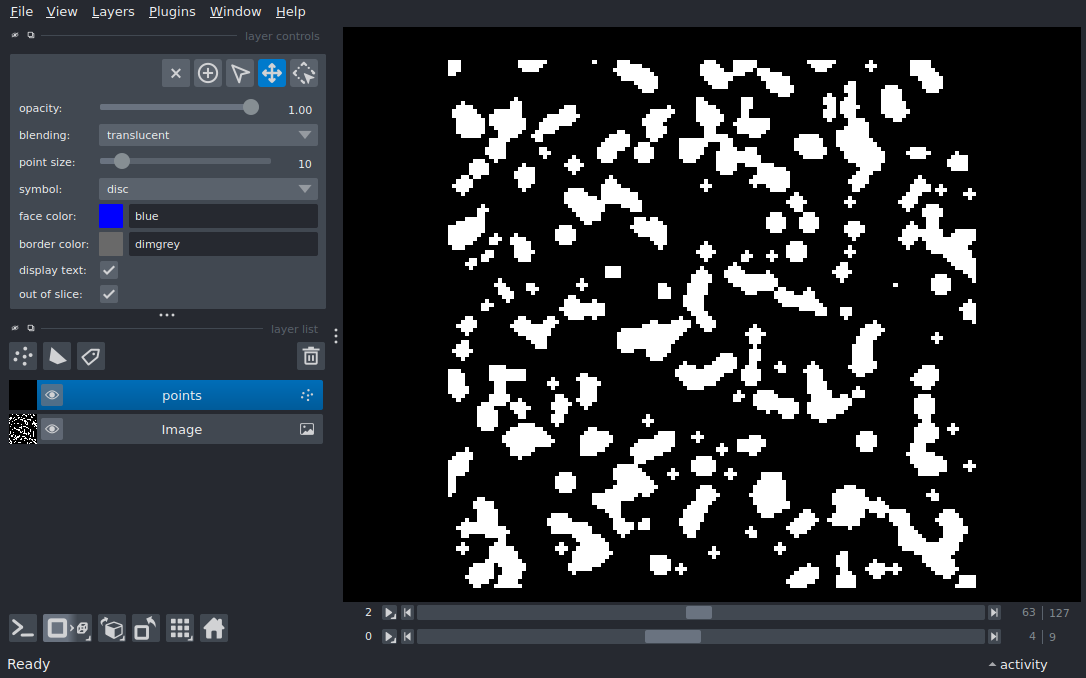 File View Layers Plugins Window Help
layer controls
opacity: 1.00
blending: translucent
point size: 10
symbol: disc
face color: blue
border color: dimgrey
display text:
out of slice:
layer list
points
Image
2 63 127
0 4 9
Ready activity